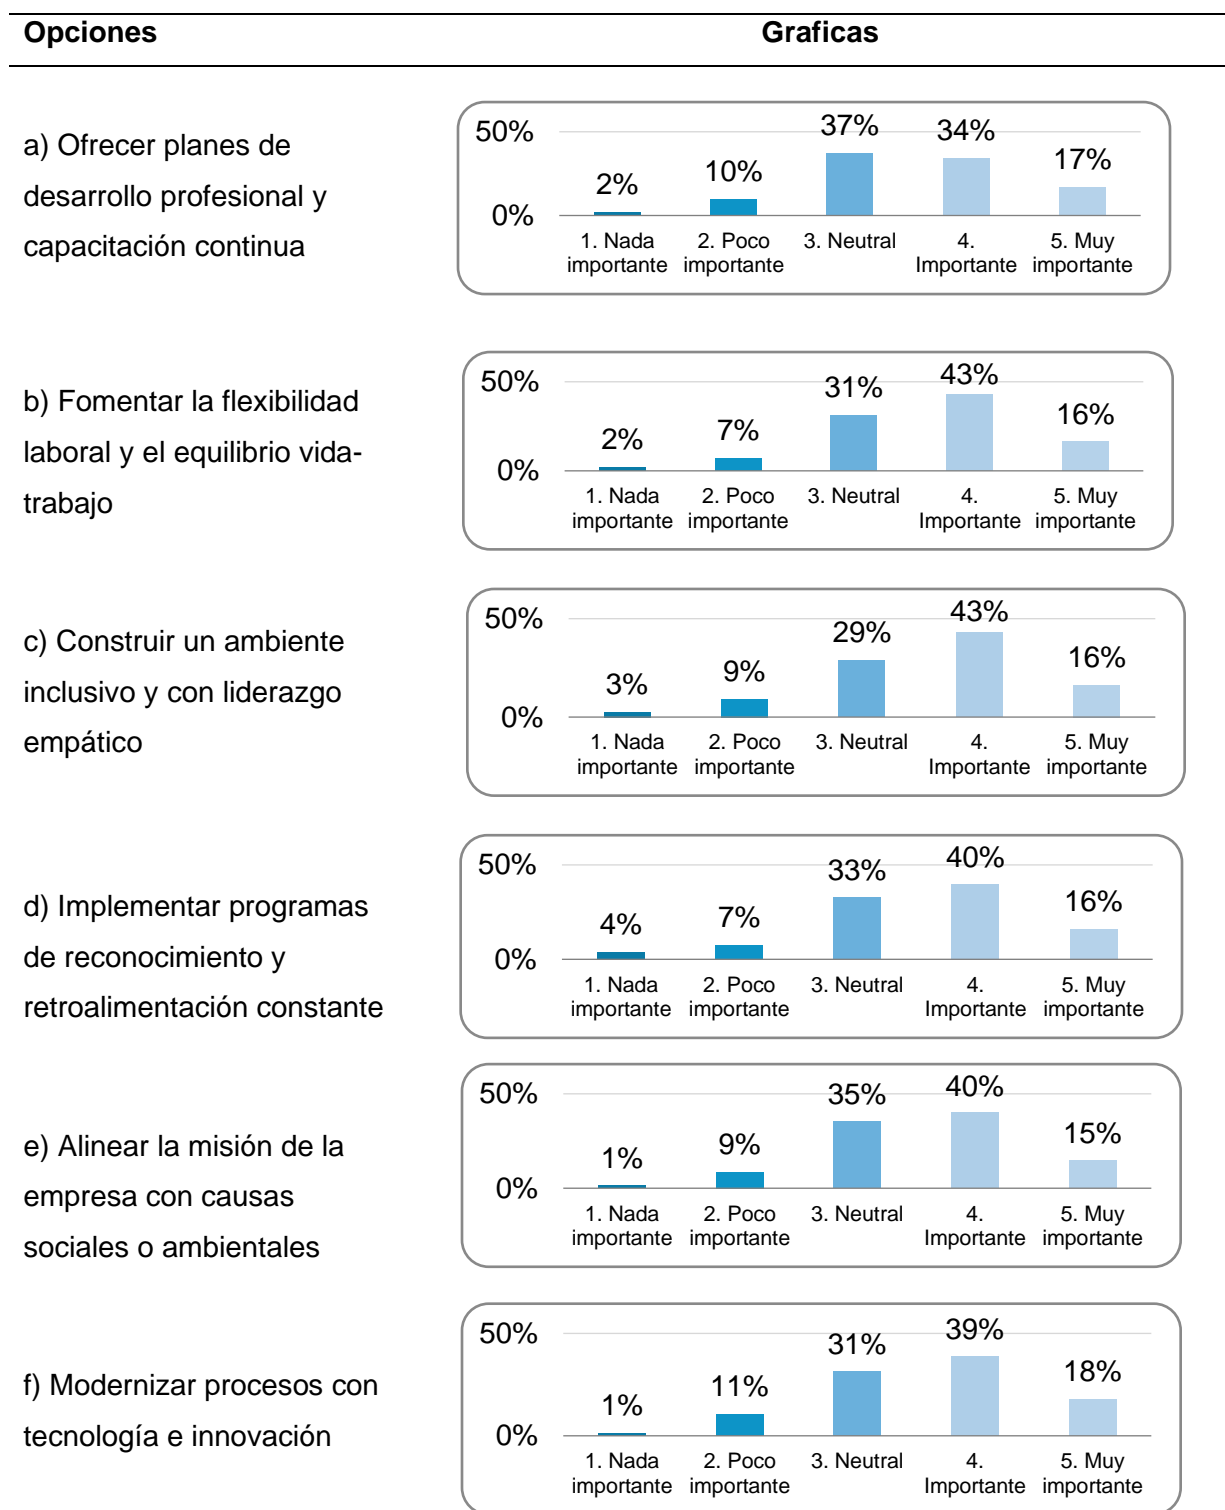 Opciones Graficas
a) Ofrecer planes de
desarrollo profesional y
capacitación continua
50%
0%
2% 10% 37% 34% 17%
1. Nada 2. Poco 3. Neutral 4. 5. Muy
importante importante Importante importante
b) Fomentar la flexibilidad
laboral y el equilibrio vida-
trabajo
50%
0%
2% 7% 31% 43% 16%
1. Nada 2. Poco 3. Neutral 4. 5. Muy
importante importante Importante importante
c) Construir un ambiente
inclusivo y con liderazgo
empático
50%
0%
3% 9% 29% 43% 16%
1. Nada 2. Poco 3. Neutral 4. 5. Muy
importante importante Importante importante
d) Implementar programas
de reconocimiento y
retroalimentación constante
50%
0%
4% 7% 33% 40% 16%
1. Nada 2. Poco 3. Neutral 4. 5. Muy
importante importante Importante importante
e) Alinear la misión de la
empresa con causas
sociales o ambientales
50%
0%
1% 9% 35% 40% 15%
1. Nada 2. Poco 3. Neutral 4. 5. Muy
importante importante Importante importante
f) Modernizar procesos con
tecnología e innovación
50%
0%
1% 11% 31% 39% 18%
1. Nada 2. Poco 3. Neutral 4. 5. Muy
importante importante Importante importante